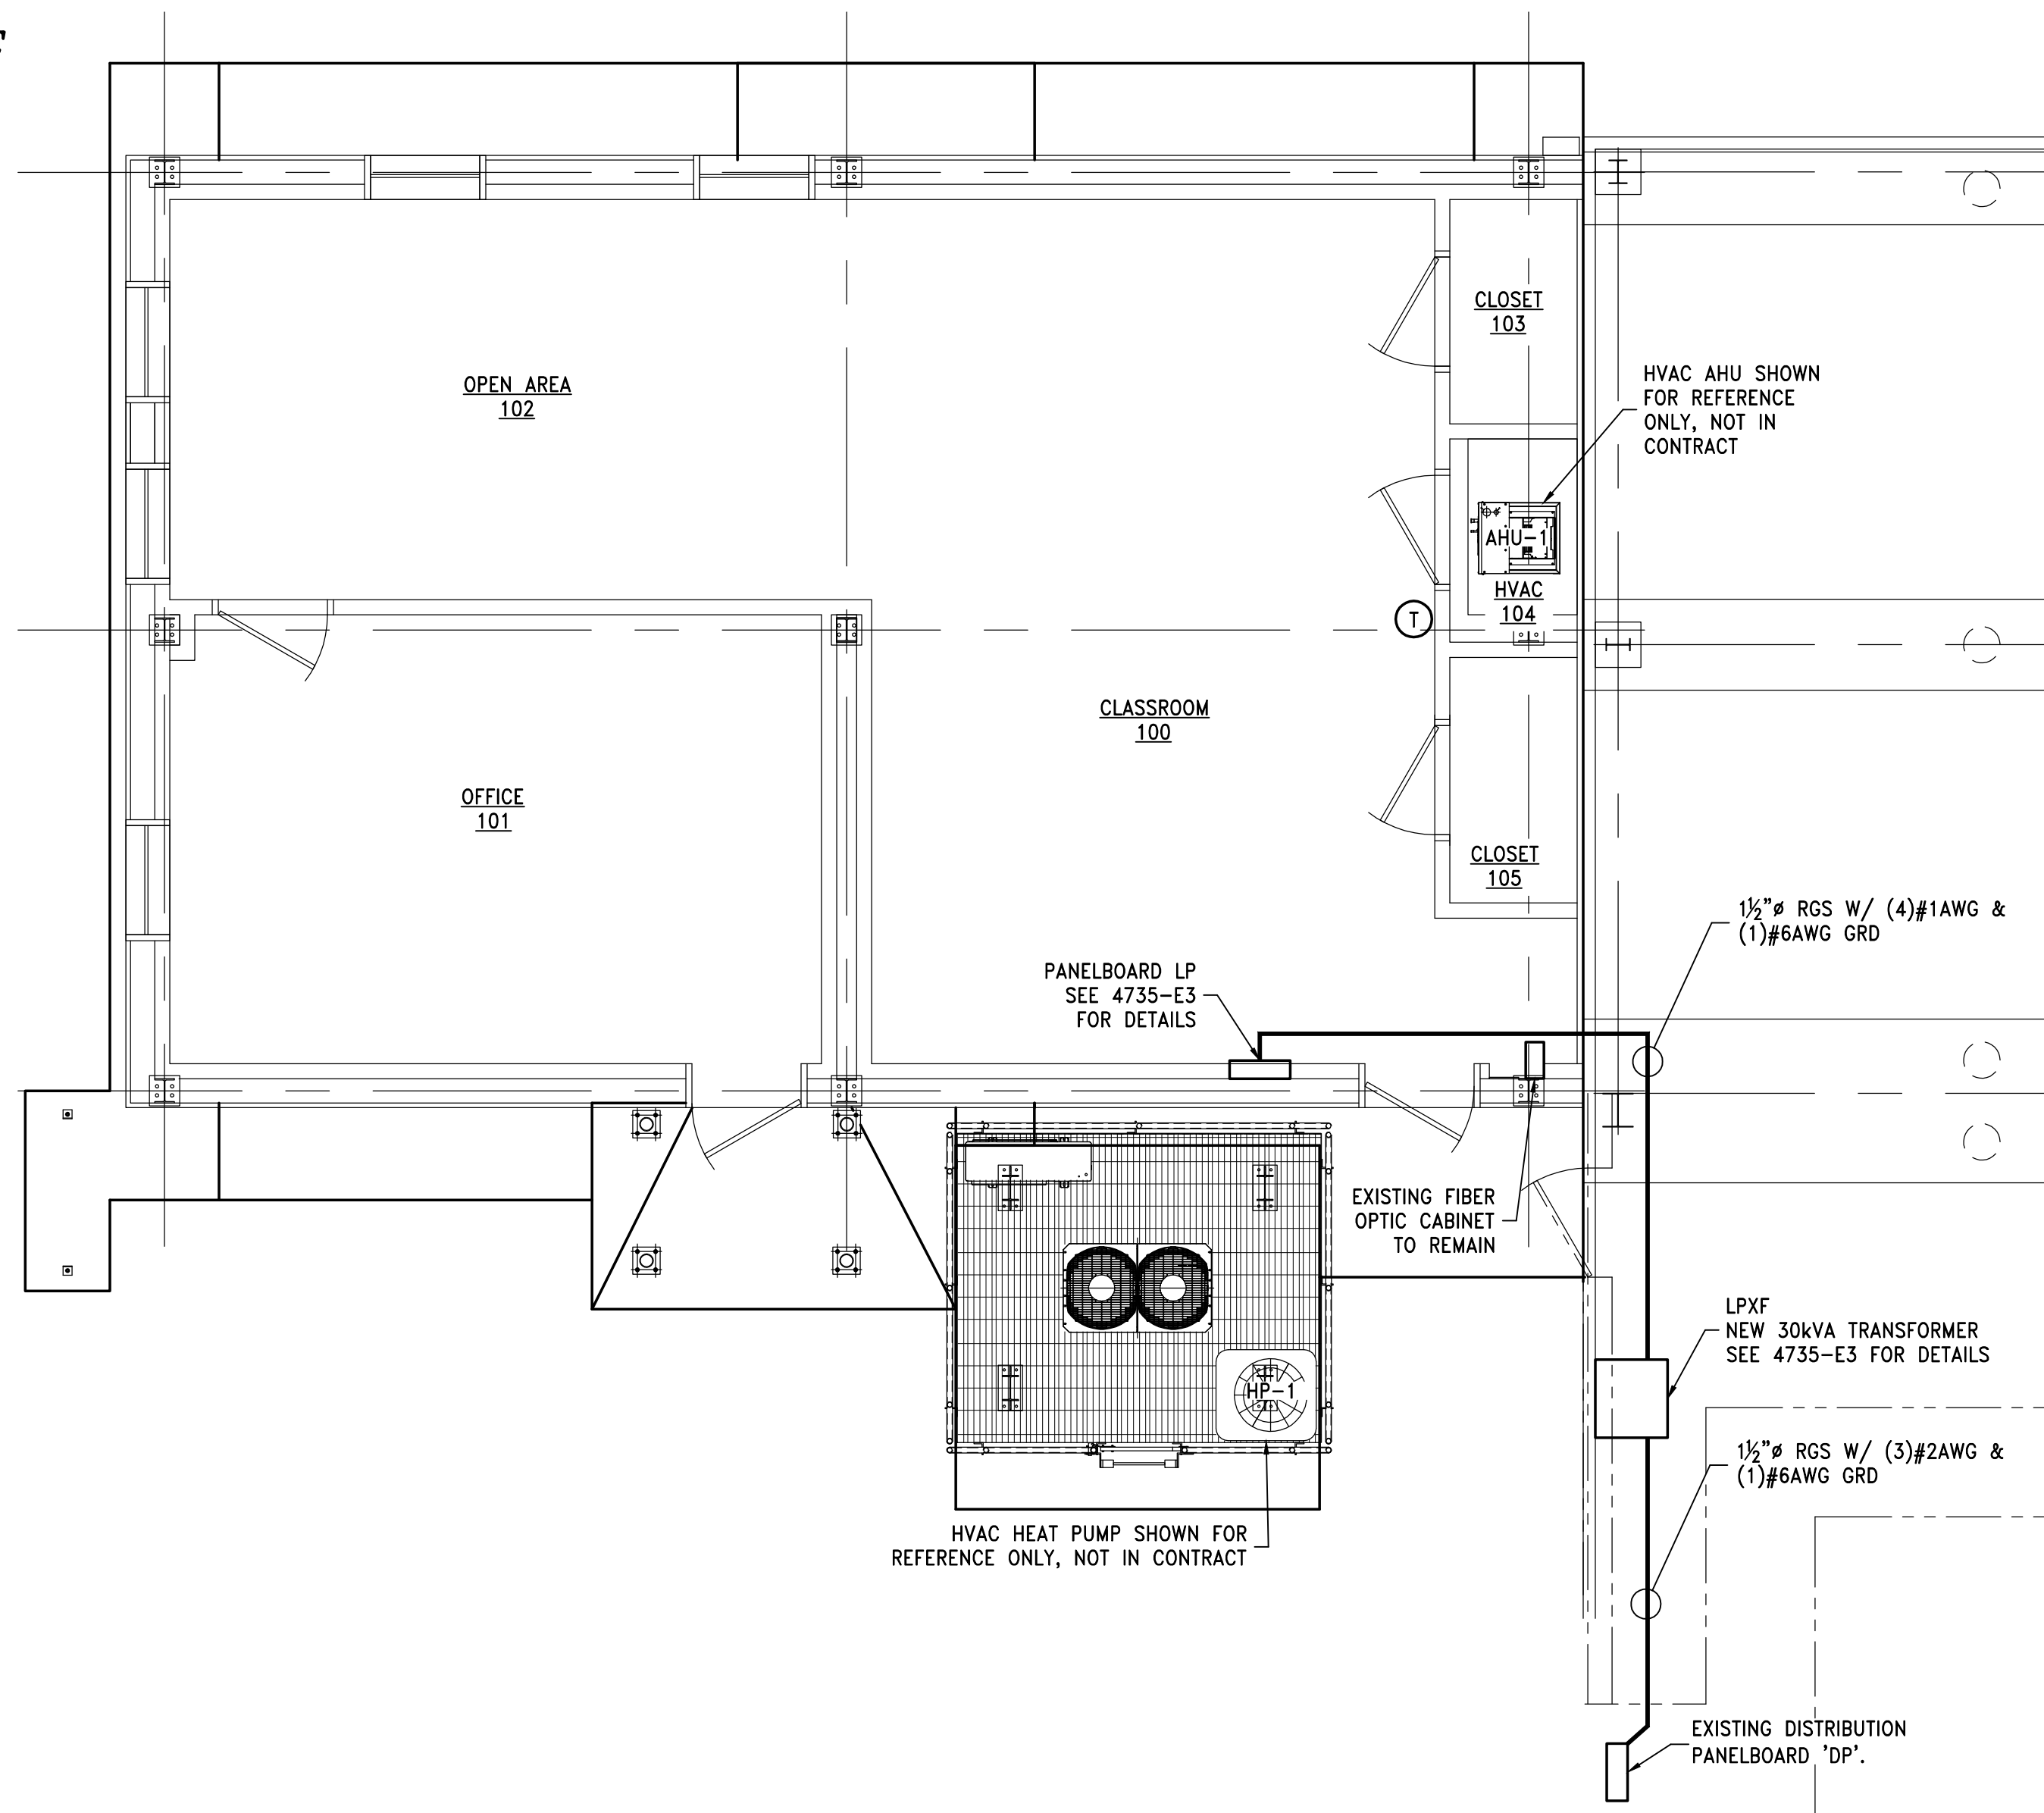 OPEN AREA
102
CLOSET
103
HVAC AHU SHOWN
FOR REFERENCE
ONLY, NOT IN
CONTRACT
AHU-1
HVAC
104
T
CLASSROOM
100
OFFICE
101
CLOSET
105
1½"ø RGS W/ (4)#1AWG &
(1)#6AWG GRD
PANELBOARD LP
SEE 4735-E3
FOR DETAILS
EXISTING FIBER
OPTIC CABINET
TO REMAIN
LPXF
NEW 30kVA TRANSFORMER
SEE 4735-E3 FOR DETAILS
HP-1
1½"ø RGS W/ (3)#2AWG &
(1)#6AWG GRD
HVAC HEAT PUMP SHOWN FOR
REFERENCE ONLY, NOT IN CONTRACT
EXISTING DISTRIBUTION
PANELBOARD 'DP'.